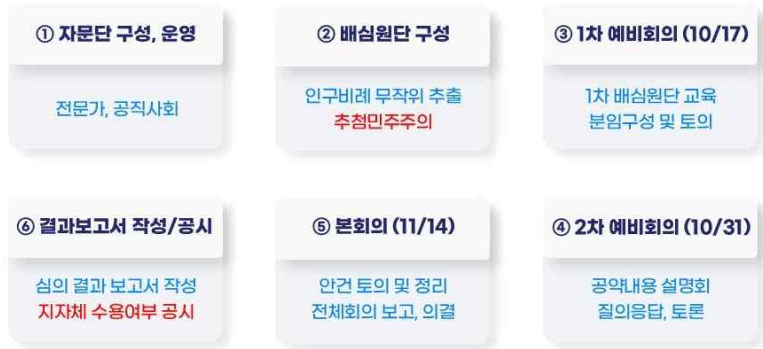 ① 자문단 구성, 운영
전문가, 공직사회
② 배심원단 구성
인구비례 무작위 추출
추첨민주주의
③ 1차 예비회의 (10/17)
1차 배심원단 교육
분임구성 및 토의
⑥ 결과보고서 작성/공시
심의 결과 보고서 작성
지자체 수용여부 공시
⑤ 본회의 (11/14)
안건 토의 및 정리
전체회의 보고, 의결
④ 2차 예비회의 (10/31)
공약내용 설명회
질의응답, 토론